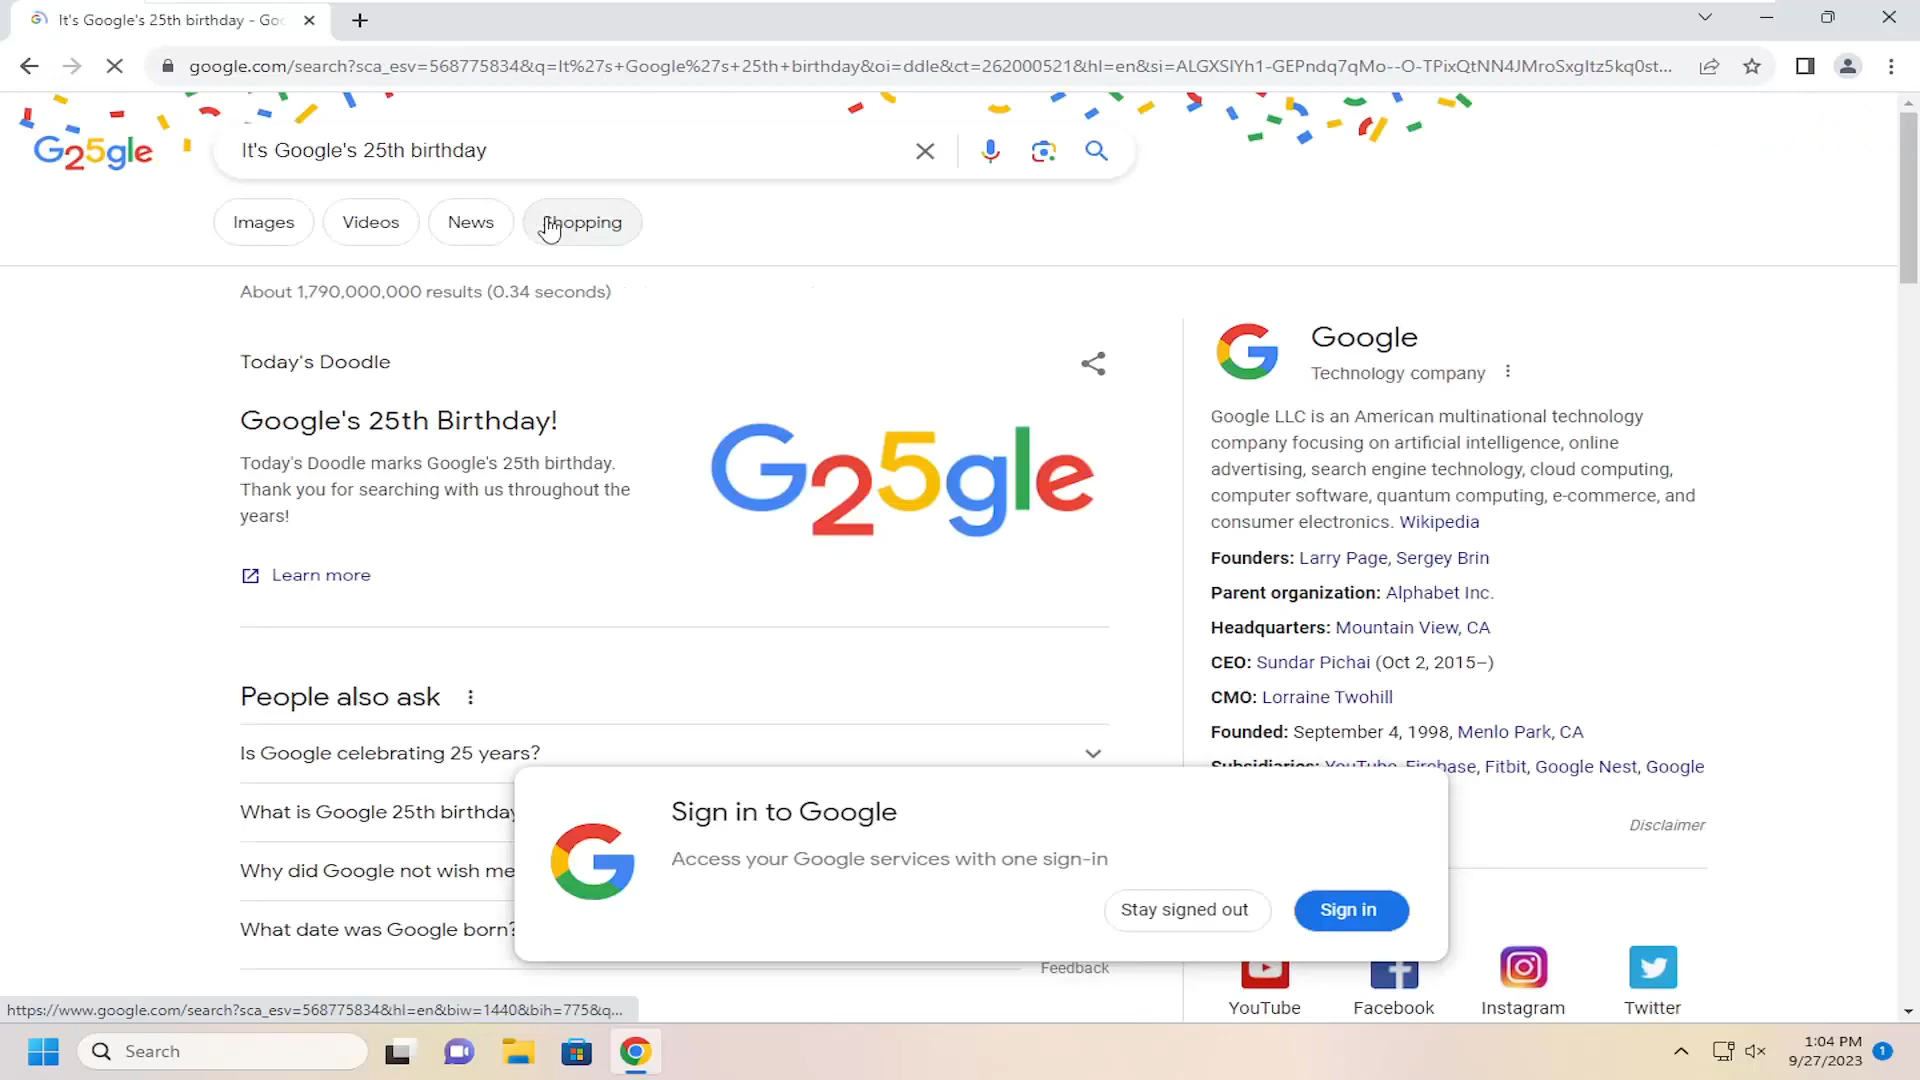 It's Google's 25th birthday - Goo
google.com/search?sca_esv=568775834&q=It%27s+Google%27s+25th+birthday&oi=ddle&ct=262000521&hl=en&si=ALGXSlYh1-GEPndq7qMo--O-TPixQtNN4JMroSxgItz5kq0st...
G25gle
It's Google's 25th birthday
Images
Videos
News
Shopping
About 1,790,000,000 results (0.34 seconds)
Today's Doodle
Google's 25th Birthday!
Today's Doodle marks Google's 25th birthday.
Thank you for searching with us throughout the
years!
Learn more
G25gle
People also ask
Is Google celebrating 25 years?
What is Google 25th birthday
Why did Google not wish me
What date was Google born?
Feedback
Google
Technology company
Google LLC is an American multinational technology
company focusing on artificial intelligence, online
advertising, search engine technology, cloud computing,
computer software, quantum computing, e-commerce, and
consumer electronics. Wikipedia
Founders: Larry Page, Sergey Brin
Parent organization: Alphabet Inc.
Headquarters: Mountain View, CA
CEO: Sundar Pichai (Oct 2, 2015–)
CMO: Lorraine Twohill
Founded: September 4, 1998, Menlo Park, CA
Subsidiaries: YouTube, Firebase, Fitbit, Google Nest, Google
Disclaimer
Sign in to Google
Access your Google services with one sign-in
Stay signed out
Sign in
YouTube
Facebook
Instagram
Twitter
https://www.google.com/search?sca_esv=568775834&hl=en&biw=1440&bih=775&q...
Search
1:04 PM
9/27/2023
1